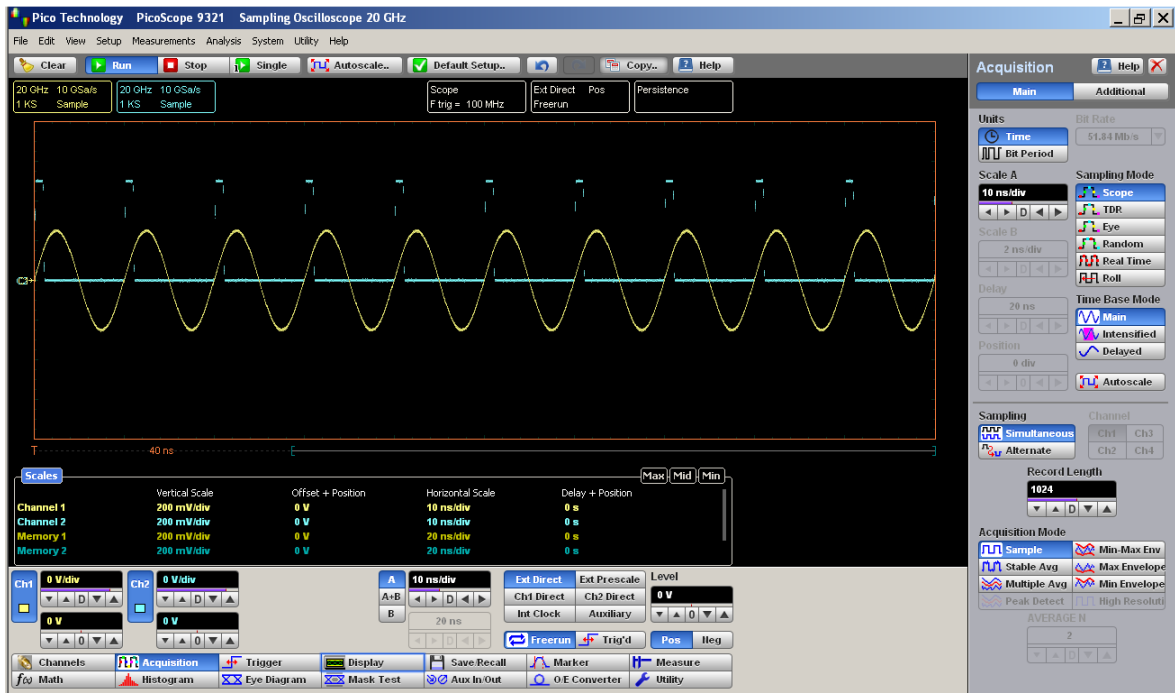 Pico Technology PicoScope 9321 Sampling Oscilloscope 20 GHz
File Edit View Setup Measurements Analysis System Utility Help
Clear Run Stop Single Autoscale.. Default Setup.. Copy.. Help
20 GHz 10 GSa/s 20 GHz 10 GSa/s Scope Ext Direct Pos Persistence
1 KS Sample 1 KS Sample F trig = 100 MHz Freerun
T 40 ns
Scales Max Mid Min
Vertical Scale Offset + Position Horizontal Scale Delay + Position
Channel 1 200 mV/div 0 V 10 ns/div 0 s
Channel 2 200 mV/div 0 V 10 ns/div 0 s
Memory 1 200 mV/div 0 V 20 ns/div 0 s
Memory 2 200 mV/div 0 V 20 ns/div 0 s
Ch1 0 V/div Ch2 0 V/div A 10 ns/div Ext Direct Ext Prescale Level
D D A+B D Ch1 Direct Ch2 Direct 0 V
0 V 0 V B 20 ns Int Clock Auxiliary 0
0 0 D Freerun Trig'd Pos Neg
Channels Acquisition Trigger Display Save/Recall Marker Measure
f(x) Math Histogram Eye Diagram Mask Test Aux In/Out O/E Converter Utility
Acquisition Help
Main Additional
Units Bit Rate
Time 51.84 Mb/s
Bit Period
Scale A Sampling Mode
10 ns/div Scope
D TDR
Scale B Eye
2 ns/div Random
D Real Time
Delay Roll
20 ns Time Base Mode
D Main
Position Intensified
0 div Delayed
0 Autoscale
Sampling Channel
Simultaneous Ch1 Ch3
Alternate Ch2 Ch4
Record Length
1024
D
Acquisition Mode
Sample Min-Max Env
Stable Avg Max Envelope
Multiple Avg Min Envelope
Peak Detect High Resoluti
AVERAGE N
2
D